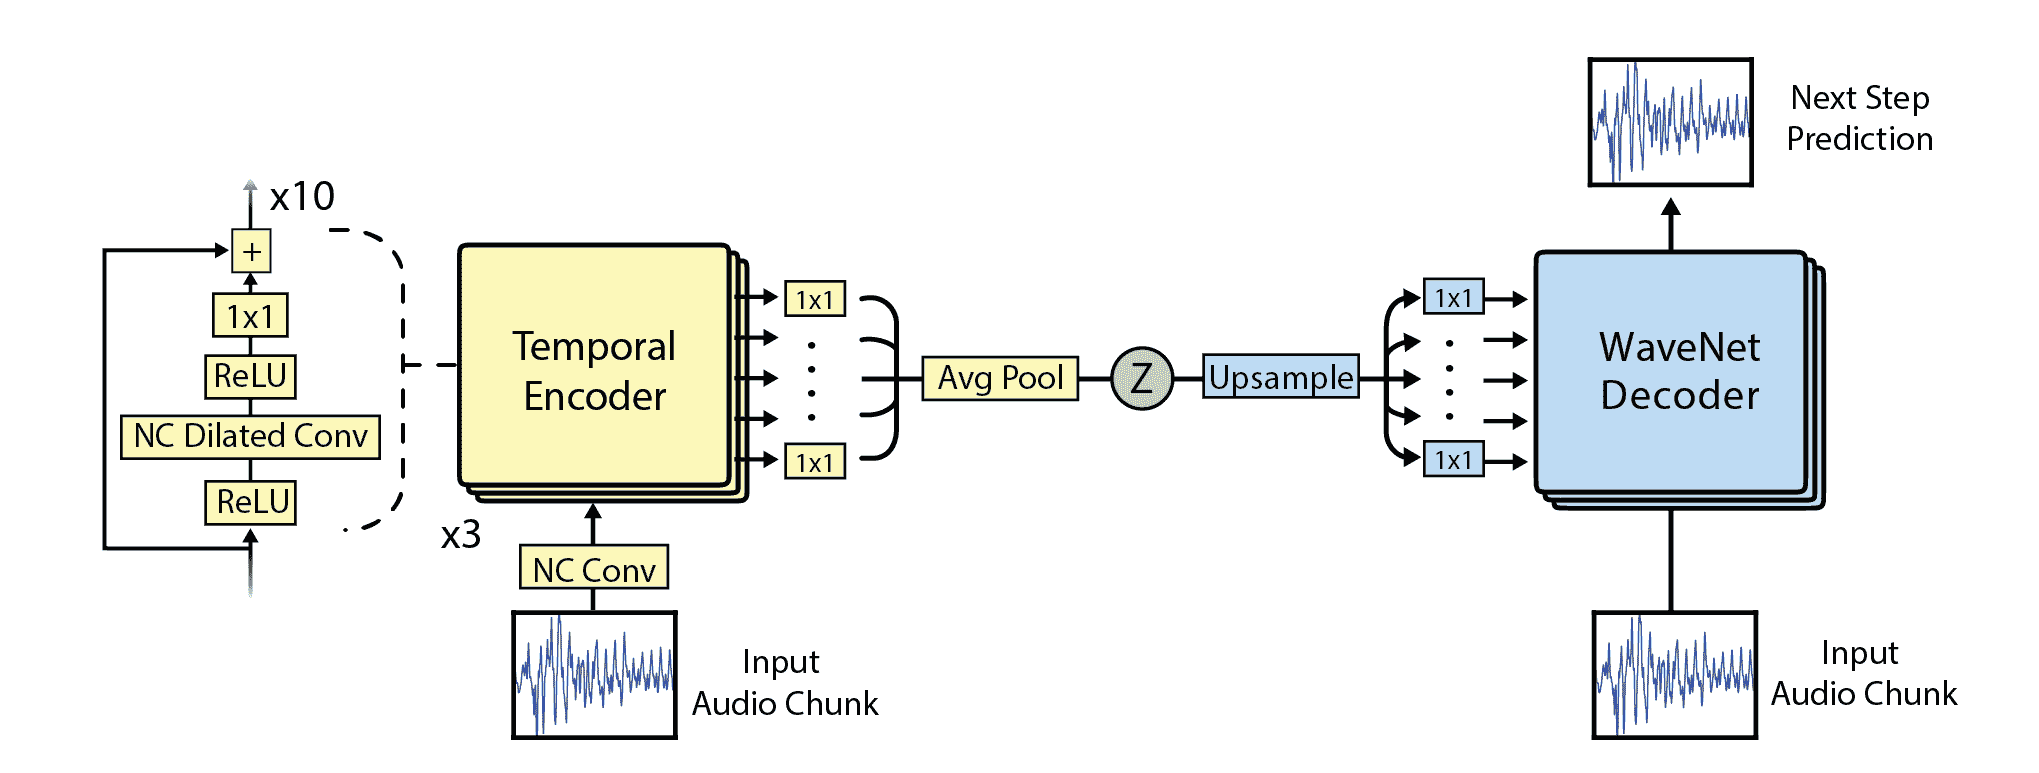 x10
+
1x1
ReLU
NC Dilated Conv
ReLU
Temporal
Encoder
x3
NC Conv
Input
Audio Chunk
1x1
1x1
Avg Pool
Z
Upsample
1x1
1x1
WaveNet
Decoder
Next Step
Prediction
Input
Audio Chunk